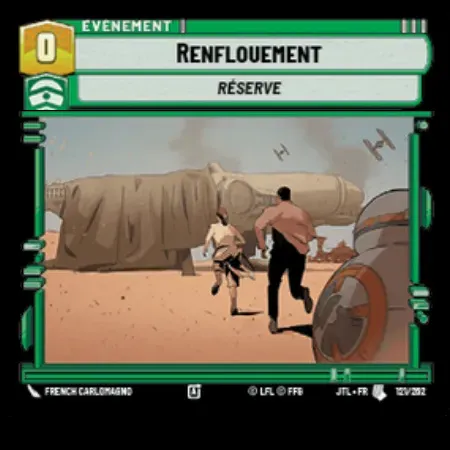 EVENEMENT
0
RENFLOUEMENT
RÉSERVE
FRENCH CARLOMAGNO
A
© LFL © FFG
JTL • FR
121/262